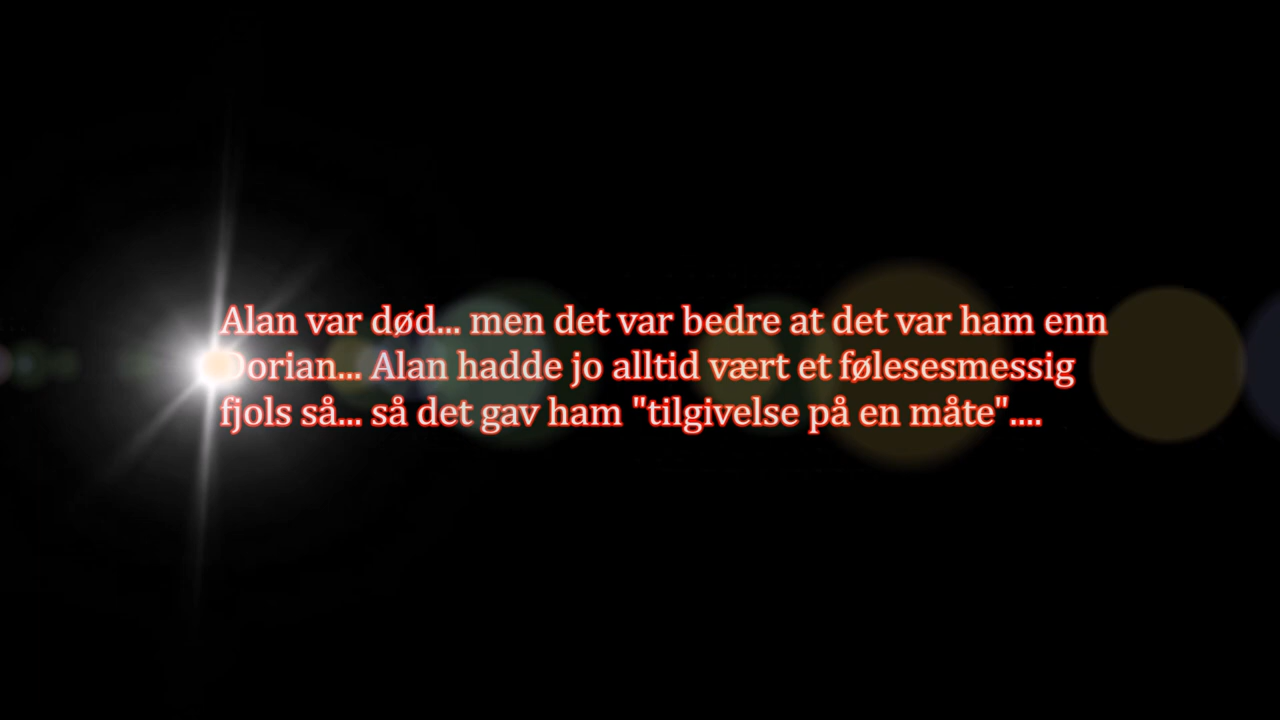 Alan var død... men det var bedre at det var ham enn
Dorian... Alan hadde jo alltid vært et følesesmessig
fjols så... så det gav ham "tilgivelse på en måte"....